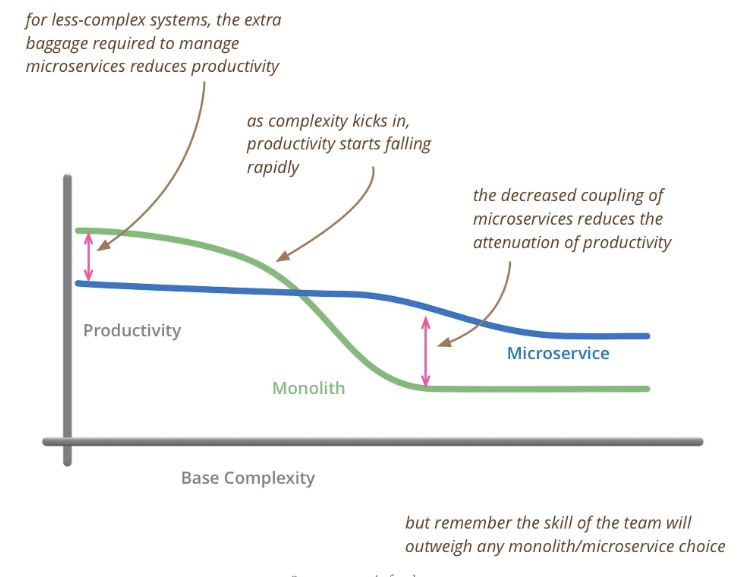 for less-complex systems, the extra
baggage required to manage
microservices reduces productivity
as complexity kicks in,
productivity starts falling
rapidly
the decreased coupling of
microservices reduces the
attenuation of productivity
Productivity
Microservice
Monolith
Base Complexity
but remember the skill of the team will
outweigh any monolith/microservice choice